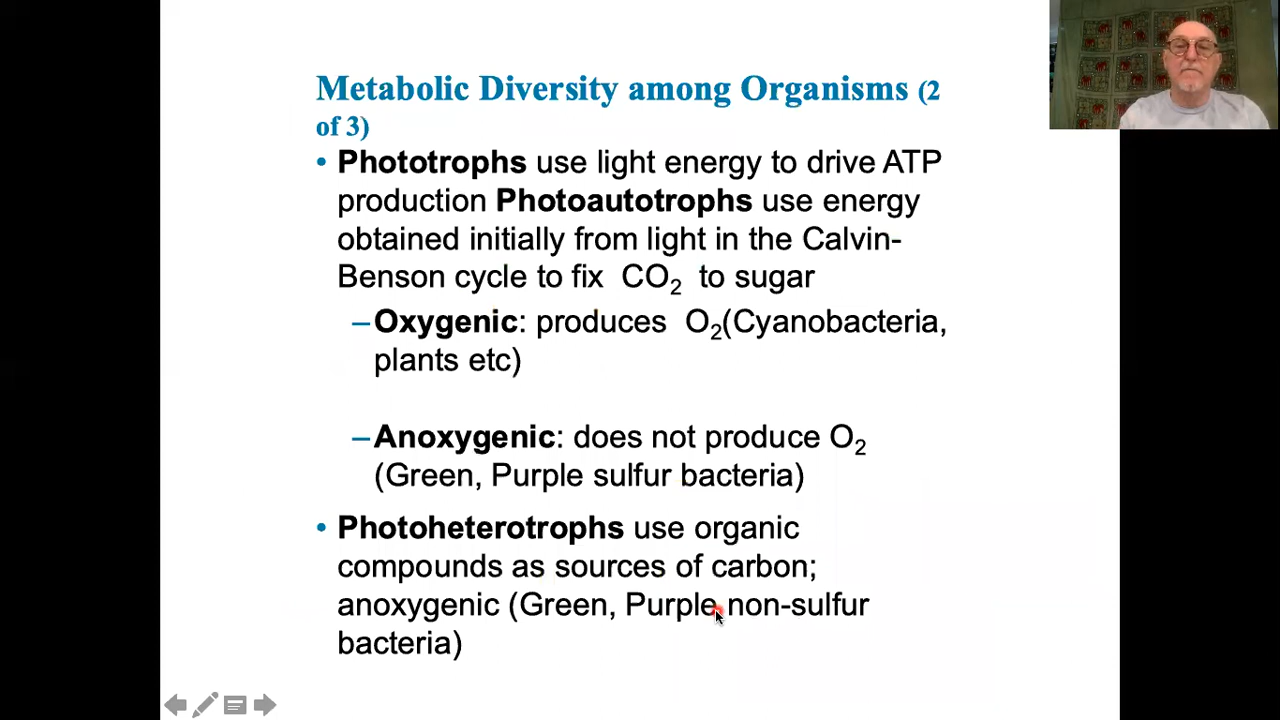 Metabolic Diversity among Organisms (2
of 3)
• Phototrophs use light energy to drive ATP
production Photoautotrophs use energy
obtained initially from light in the Calvin-
Benson cycle to fix CO₂ to sugar
–Oxygenic: produces O₂(Cyanobacteria,
plants etc)
–Anoxygenic: does not produce O₂
(Green, Purple sulfur bacteria)
• Photoheterotrophs use organic
compounds as sources of carbon;
anoxygenic (Green, Purple non-sulfur
bacteria)